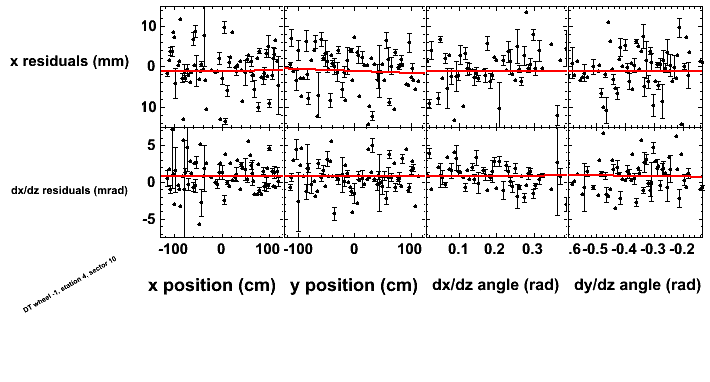 10
x residuals (mm)
0
10
5
dx/dz residuals (mrad)
0
-5
-100 0 100 -100 0 100 0.1 0.2 0.3 .6-0.5 -0.4 -0.3 -0.2
x position (cm) y position (cm) dx/dz angle (rad) dy/dz angle (rad)
DT wheel -1, station 4, sector 10